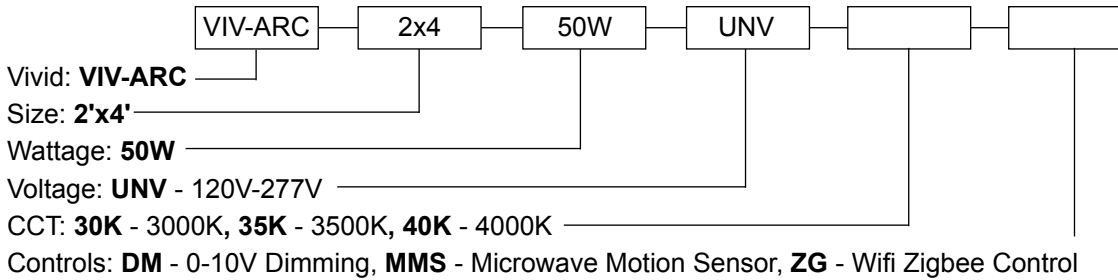 VIV-ARC 2x4 50W UNV
Vivid: VIV-ARC
Size: 2'x4'
Wattage: 50W
Voltage: UNV - 120V-277V
CCT: 30K - 3000K, 35K - 3500K, 40K - 4000K
Controls: DM - 0-10V Dimming, MMS - Microwave Motion Sensor, ZG - Wifi Zigbee Control